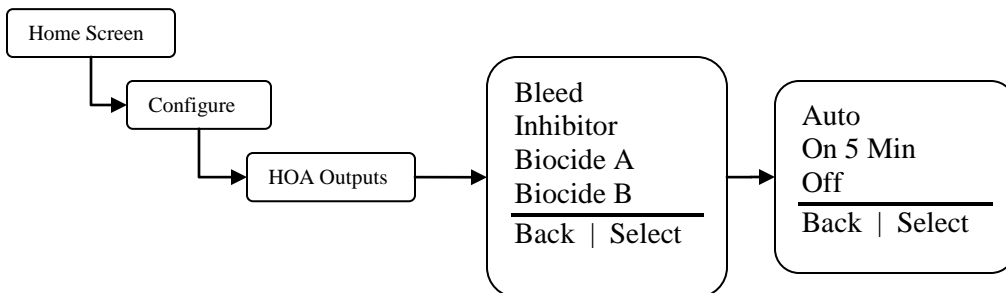 Home Screen
Configure
HOA Outputs
Bleed
Inhibitor
Biocide A
Biocide B
Back | Select
Auto
On 5 Min
Off
Back | Select